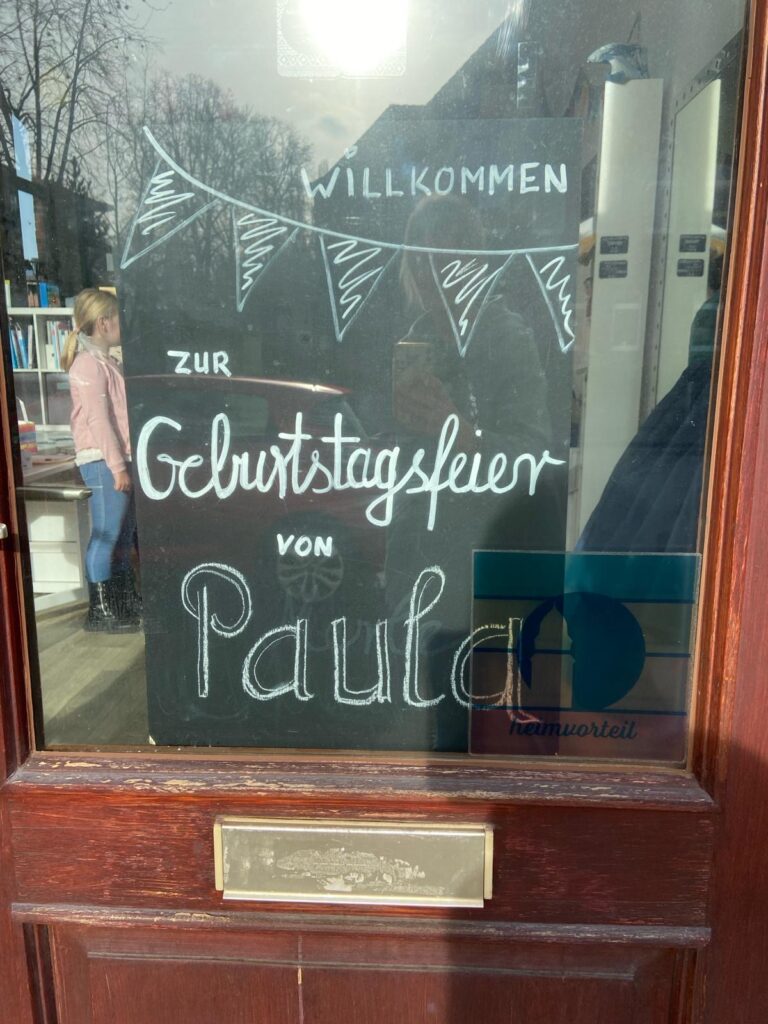 WILLKOMMEN
ZUR
Geburtstagsfeier
VON
Paula
heimvorteil